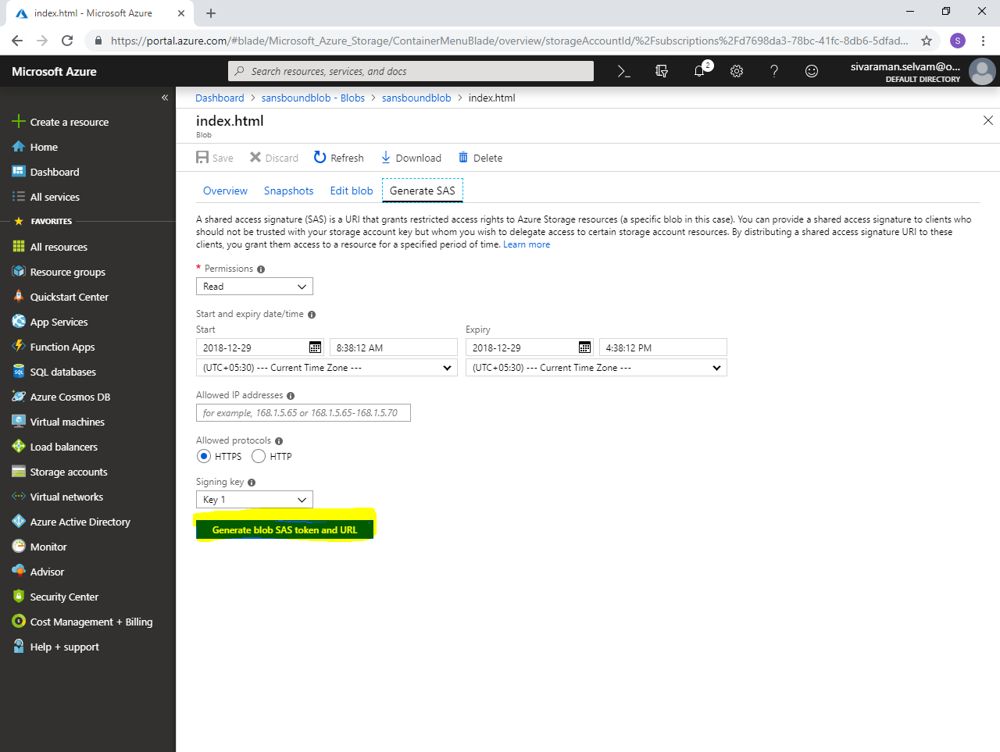 index.html - Microsoft Azure
https://portal.azure.com/#blade/Microsoft_Azure_Storage/ContainerMenuBlade/overview/storageAccountId/%2Fsubscriptions%2Fd7698da3-78bc-41fc-8db6-5dfad...
S
Microsoft Azure
Search resources, services, and docs
2
sivaraman.selvam@o...
DEFAULT DIRECTORY
Create a resource
Home
Dashboard
All services
FAVORITES
All resources
Resource groups
Quickstart Center
App Services
Function Apps
SQL databases
Azure Cosmos DB
Virtual machines
Load balancers
Storage accounts
Virtual networks
Azure Active Directory
Monitor
Advisor
Security Center
Cost Management + Billing
Help + support
Dashboard > sansboundblob - Blobs > sansboundblob > index.html
index.html
Blob
Save Discard Refresh Download Delete
Overview Snapshots Edit blob Generate SAS
A shared access signature (SAS) is a URI that grants restricted access rights to Azure Storage resources (a specific blob in this case). You can provide a shared access signature to clients who
should not be trusted with your storage account key but whom you wish to delegate access to certain storage account resources. By distributing a shared access signature URI to these
clients, you grant them access to a resource for a specified period of time. Learn more
* Permissions
Read
Start and expiry date/time
Start Expiry
2018-12-29 8:38:12 AM 2018-12-29 4:38:12 PM
(UTC+05:30) --- Current Time Zone --- (UTC+05:30) --- Current Time Zone ---
Allowed IP addresses
for example, 168.1.5.65 or 168.1.5.65-168.1.5.70
Allowed protocols
HTTPS HTTP
Signing key
Key 1
Generate blob SAS token and URL